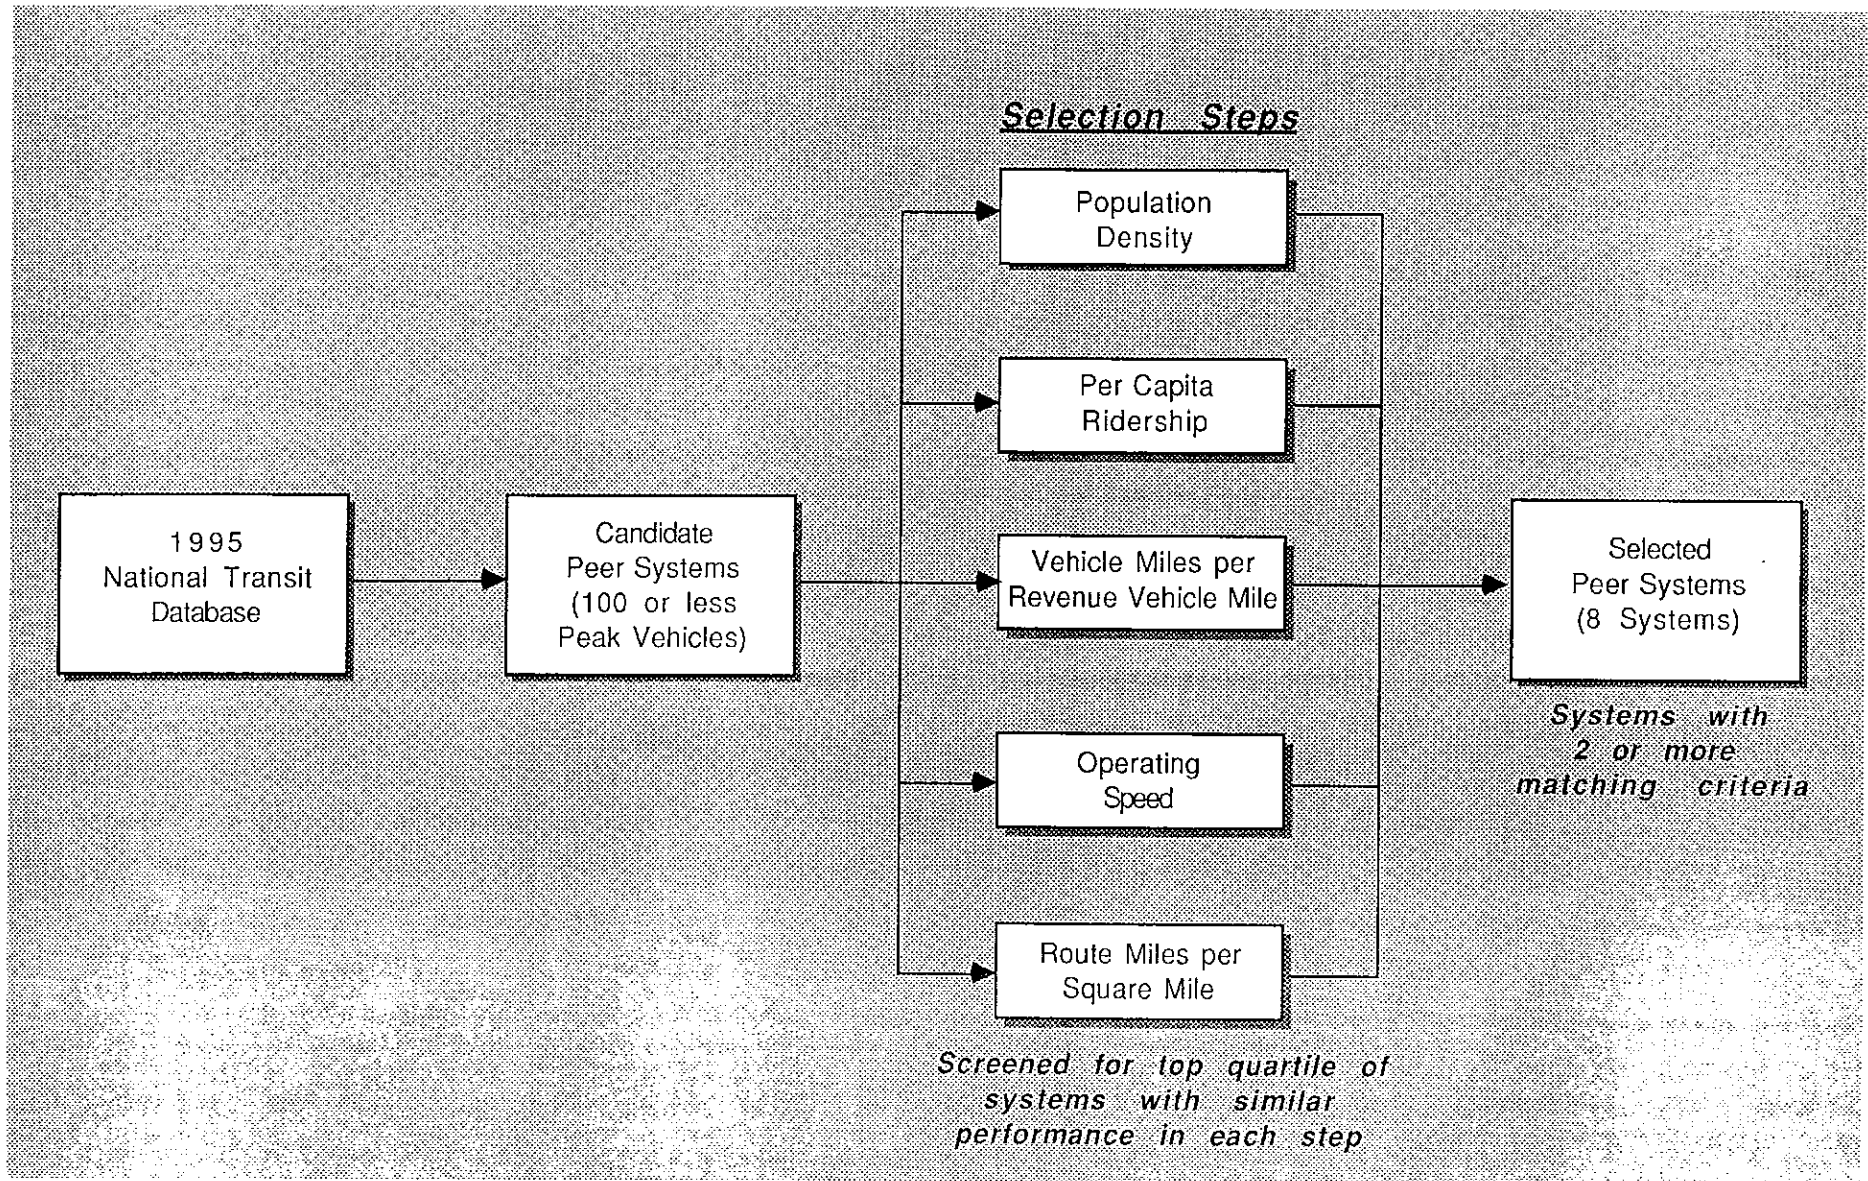 Selection Steps
Population
Density
Per Capita
Ridership
1995
National Transit
Database
Candidate
Peer Systems
(100 or less
Peak Vehicles)
Vehicle Miles per
Revenue Vehicle Mile
Selected
Peer Systems
(8 Systems)
Systems with
2 or more
matching criteria
Operating
Speed
Route Miles per
Square Mile
Screened for top quartile of
systems with similar
performance in each step